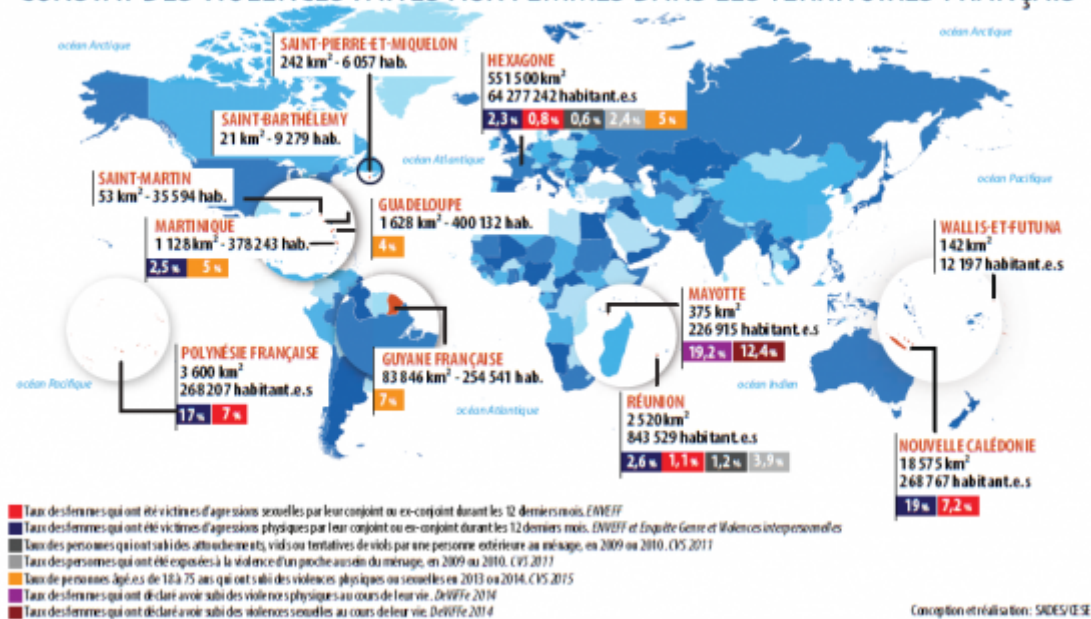 océan Arctique
océan Arctique
SAINT-PIERRE-ET-MIQUELON
242 km² - 6 057 hab.
HEXAGONE
551 500 km²
64 277 242 habitant.e.s
2,3 % 0,8 % 0,6 % 2,4 % 5 %
SAINT-BARTHÉLEMY
21 km² - 9 279 hab.
océan Atlantique
océan Pacifique
SAINT-MARTIN
53 km² - 35 594 hab.
GUADELOUPE
1 628 km² - 400 132 hab.
4 %
MARTINIQUE
1 128 km² - 378 243 hab.
2,5 % 5 %
WALLIS-ET-FUTUNA
142 km²
12 197 habitant.e.s
MAYOTTE
375 km²
226 915 habitant.e.s
19,2 % 12,4 %
POLYNÉSIE FRANÇAISE
3 600 km²
268 207 habitant.e.s
17 % 7 %
GUYANE FRANÇAISE
83 846 km² - 254 541 hab.
7 %
océan Pacifique
océan Atlantique
océan Indien
RÉUNION
2 520 km²
843 529 habitant.e.s
2,6 % 1,1 % 1,2 % 3,9 %
NOUVELLE CALÉDONIE
18 575 km²
268 767 habitant.e.s
19 % 7,2 %
Taux des femmes qui ont été victimes d'agressions sexuelles par leur conjoint ou ex-conjoint durant les 12 derniers mois. ENVEFF
Taux des femmes qui ont été victimes d'agressions physiques par leur conjoint ou ex-conjoint durant les 12 derniers mois. ENVEFF et Enquête Genre et Violences interpersonnelles
Taux des personnes qui ont subi des attouchements, viols ou tentatives de viols par une personne extérieure au ménage, en 2009 ou 2010. CVS 2011
Taux des personnes qui ont été exposées à la violence d'un proche au sein du ménage, en 2009 ou 2010. CVS 2011
Taux de personnes âgé.e.s de 18 à 75 ans qui ont subi des violences physiques ou sexuelles en 2013 ou 2014. CVS 2015
Taux des femmes qui ont déclaré avoir subi des violences physiques au cours de leur vie. DeVIFFe 2014
Taux des femmes qui ont déclaré avoir subi des violences sexuelles au cours de leur vie. DeVIFFe 2014
Conception et réalisation : SADES/CESE